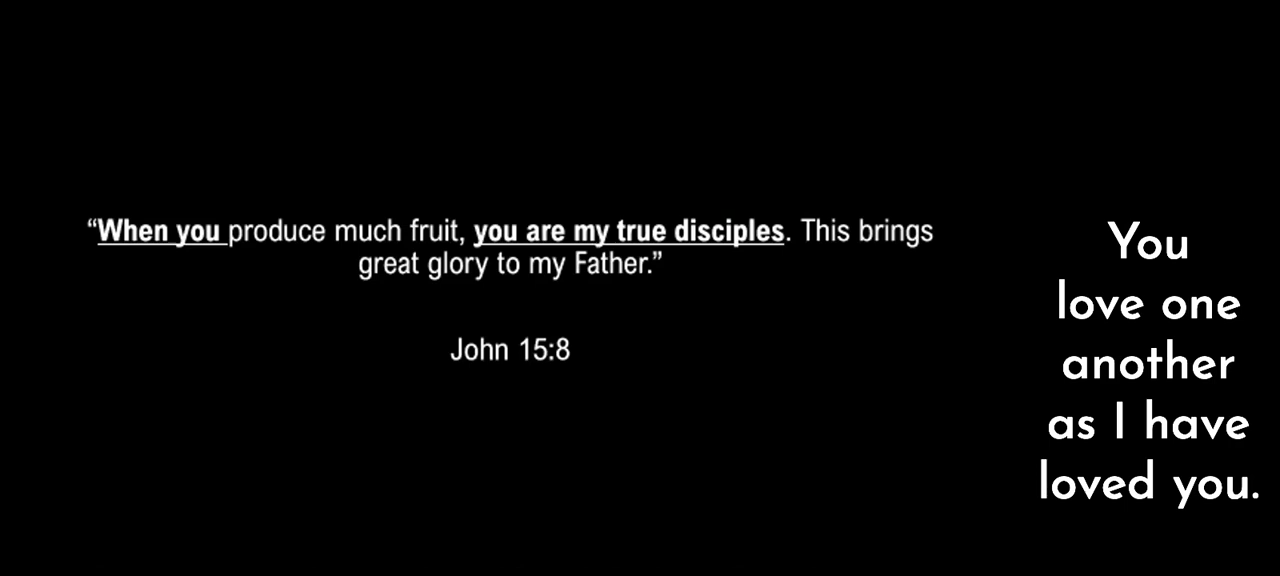 “When you produce much fruit, you are my true disciples. This brings
great glory to my Father.”
John 15:8
You
love one
another
as I have
loved you.